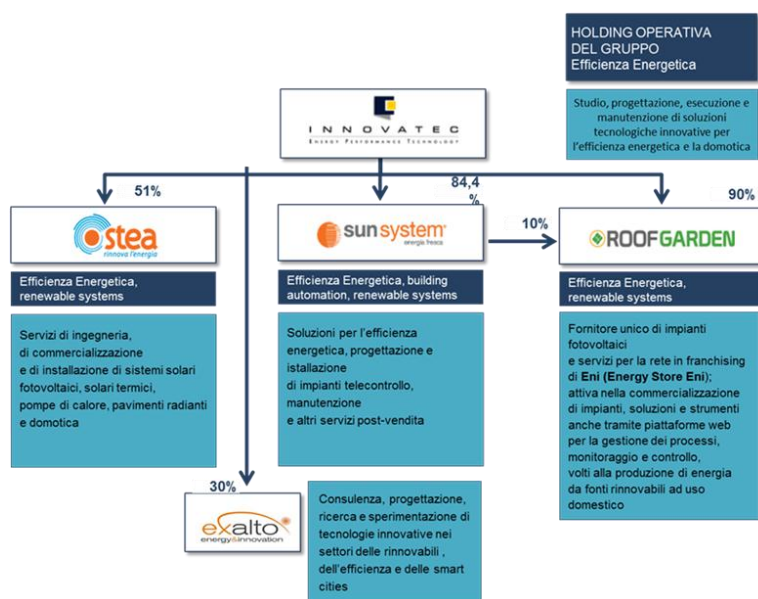 HOLDING OPERATIVA
DEL GRUPPO
Efficienza Energetica
Studio, progettazione, esecuzione e
manutenzione di soluzioni
tecnologiche innovative per
l'efficienza energetica e la domotica
INNOVATEC
ENERGY PERFORMANCE TECHNOLOGY
51%
84,4
%
10%
90%
stea
rinnova l'energia
sunsystem
energia fresca
ROOFGARDEN
Efficienza Energetica,
renewable systems
Efficienza Energetica, building
automation, renewable systems
Efficienza Energetica,
renewable systems
Servizi di ingegneria,
di commercializzazione
e di installazione di sistemi solari
fotovoltaici, solari termici,
pompe di calore, pavimenti radianti
e domotica
Soluzioni per l'efficienza
energetica, progettazione e
istallazione
di impianti telecontrollo,
manutenzione
e altri servizi post-vendita
Fornitore unico di impianti
fotovoltaici
e servizi per la rete in franchising
di Eni (Energy Store Eni);
attiva nella commercializzazione
di impianti, soluzioni e strumenti
anche tramite piattaforme web
per la gestione dei processi,
monitoraggio e controllo,
volti alla produzione di energia
da fonti rinnovabili ad uso
domestico
30%
exalto
energy&innovation
Consulenza, progettazione,
ricerca e sperimentazione di
tecnologie innovative nei
settori delle rinnovabili ,
dell'efficienza e delle smart
cities